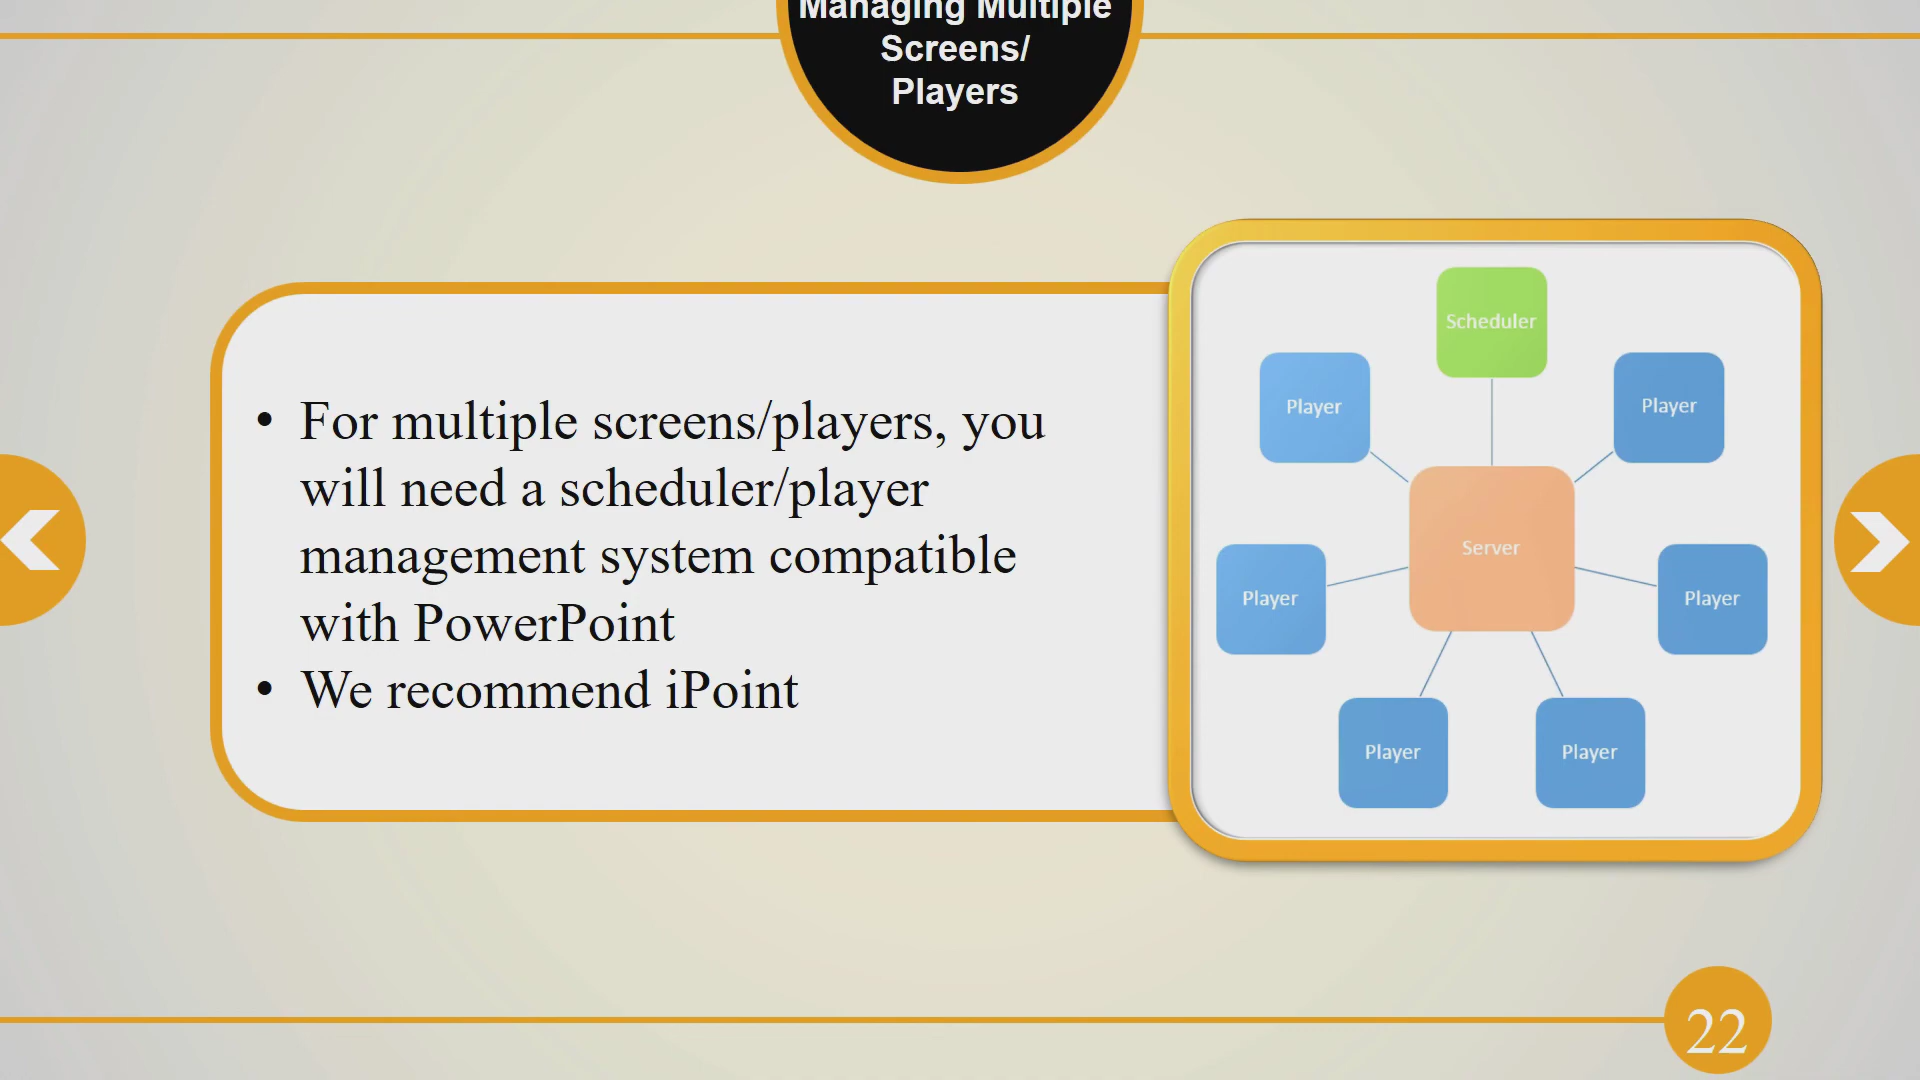 Managing Multiple
Screens/
Players
• For multiple screens/players, you
will need a scheduler/player
management system compatible
with PowerPoint
• We recommend iPoint
Scheduler
Player
Player
Server
Player
Player
Player
Player
22